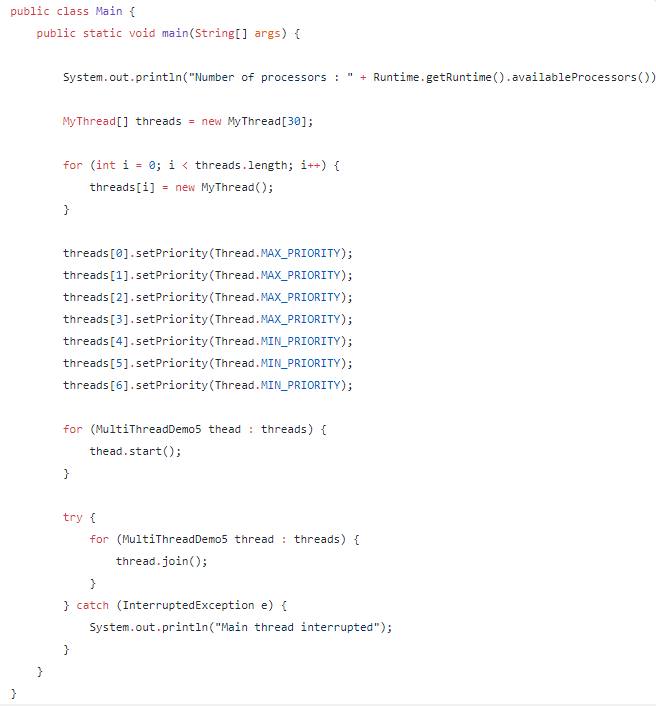 public class Main {
    public static void main(String[] args) {

        System.out.println("Number of processors : " + Runtime.getRuntime().availableProcessors())

        MyThread[] threads = new MyThread[30];

        for (int i = 0; i < threads.length; i++) {
            threads[i] = new MyThread();
        }

        threads[0].setPriority(Thread.MAX_PRIORITY);
        threads[1].setPriority(Thread.MAX_PRIORITY);
        threads[2].setPriority(Thread.MAX_PRIORITY);
        threads[3].setPriority(Thread.MAX_PRIORITY);
        threads[4].setPriority(Thread.MIN_PRIORITY);
        threads[5].setPriority(Thread.MIN_PRIORITY);
        threads[6].setPriority(Thread.MIN_PRIORITY);

        for (MultiThreadDemo5 thead : threads) {
            thead.start();
        }

        try {
            for (MultiThreadDemo5 thread : threads) {
                thread.join();
            }
        } catch (InterruptedException e) {
            System.out.println("Main thread interrupted");
        }
    }
}